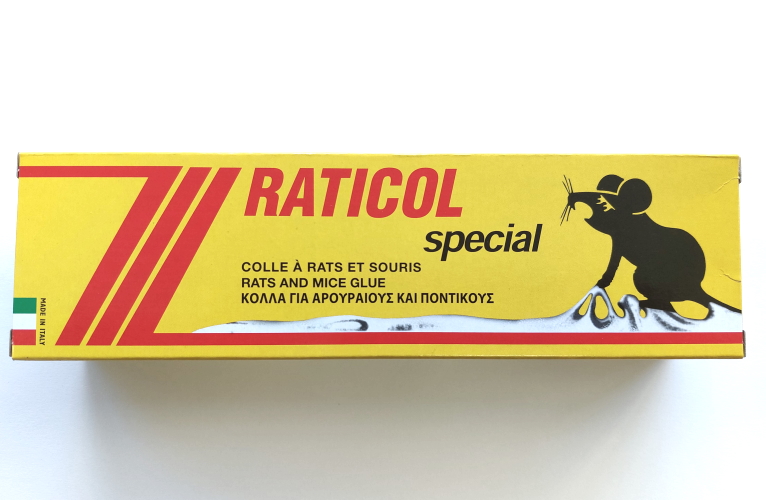 RATICOL
special
COLLE À RATS ET SOURIS
RATS AND MICE GLUE
ΚΟΛΛΑ ΓΙΑ ΑΡΟΥΡΑΙΟΥΣ ΚΑΙ ΠΟΝΤΙΚΟΥΣ
MADE IN ITALY